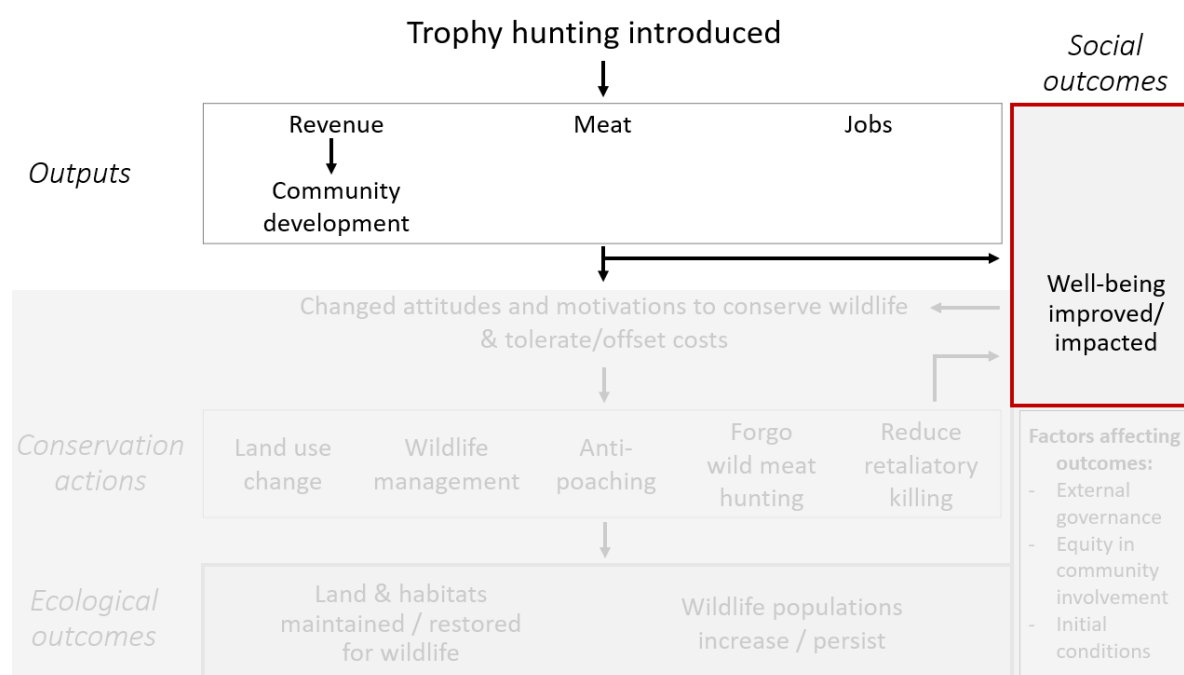 Trophy hunting introduced
Social
outcomes
Outputs
Revenue
Meat
Jobs
Community
development
Well-being
improved/
impacted
Changed attitudes and motivations to conserve wildlife
& tolerate/offset costs
Conservation
actions
Land use
change
Wildlife
management
Anti-
poaching
Forgo
wild meat
hunting
Reduce
retaliatory
killing
Factors affecting
outcomes:
- External
governance
- Equity in
community
involvement
- Initial
conditions
Ecological
outcomes
Land & habitats
maintained / restored
for wildlife
Wildlife populations
increase / persist